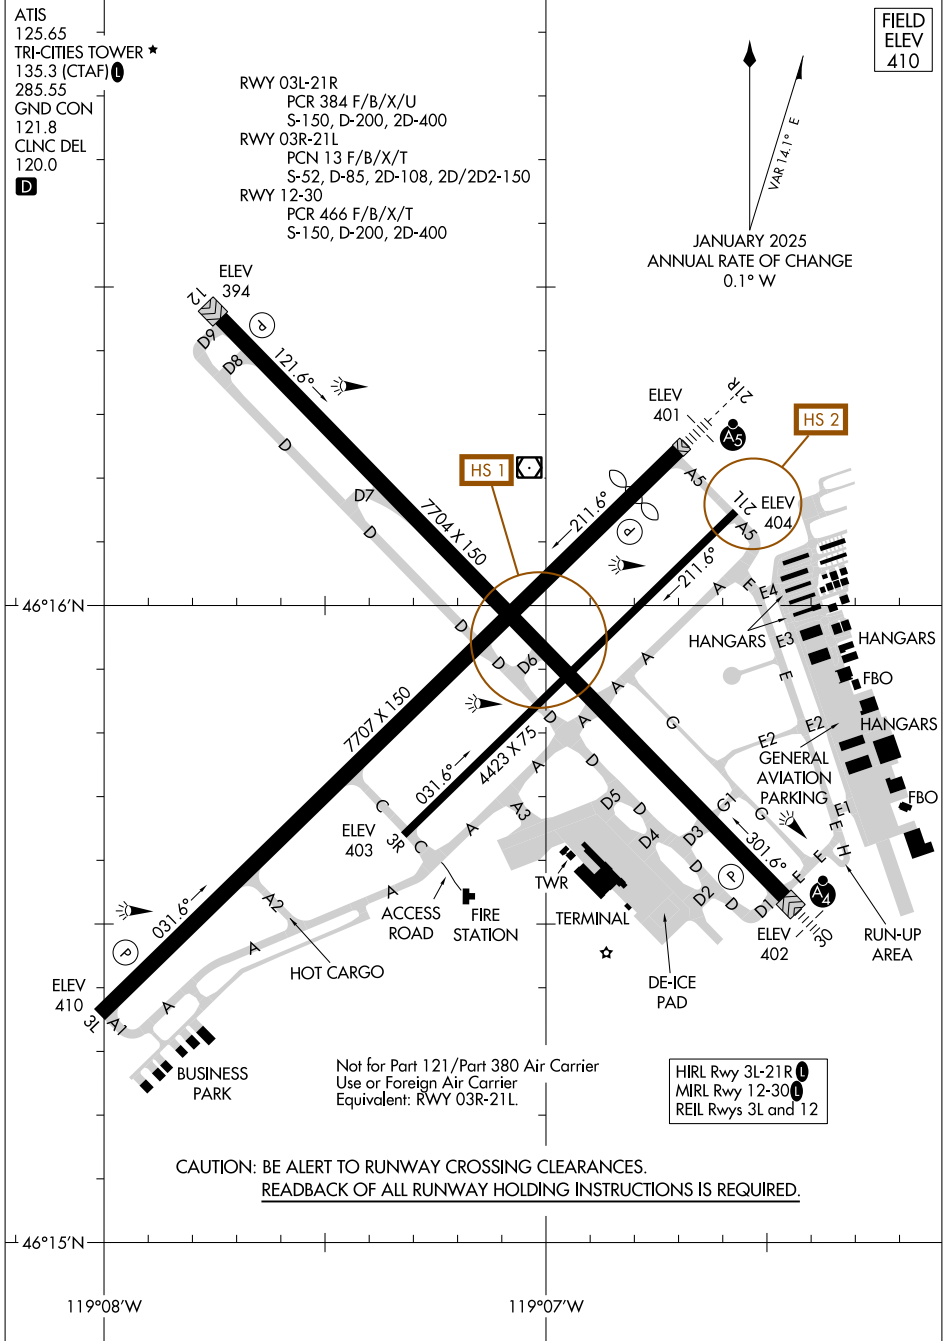 ATIS
125.65
TRI-CITIES TOWER ★
135.3 (CTAF) L
285.55
GND CON
121.8
CLNC DEL
120.0
D
RWY 03L-21R
PCR 384 F/B/X/U
S-150, D-200, 2D-400
RWY 03R-21L
PCN 13 F/B/X/T
S-52, D-85, 2D-108, 2D/2D2-150
RWY 12-30
PCR 466 F/B/X/T
S-150, D-200, 2D-400
FIELD
ELEV
410
VAR 14.1° E
JANUARY 2025
ANNUAL RATE OF CHANGE
0.1° W
ELEV
394
12
P
D9
D8
121.6°
D
D7
D
7704 X 150
HS 1
ELEV
401
21R
A5
HS 2
A5
21L
ELEV
404
A5
211.6°
P
211.6°
46°16'N
A
E
E4
HANGARS
E3
HANGARS
FBO
HANGARS
E
E2
E2
GENERAL
AVIATION
PARKING
FBO
E1
E
H
D
D
D6
D
A
A
A
G
7707 X 150
031.6°
4423 X 75
A
D
D5
D
G1
G
C
ELEV
403
3R
C
A
A3
D4
D3
301.6°
E
E
P
D
D2
D
D1
A4
ELEV
402
30
RUN-UP
AREA
TWR
TERMINAL
DE-ICE
PAD
ACCESS
ROAD
FIRE
STATION
A
A2
A
HOT CARGO
031.6°
P
ELEV
410
3L
A1
A
BUSINESS
PARK
Not for Part 121/Part 380 Air Carrier
Use or Foreign Air Carrier
Equivalent: RWY 03R-21L.
HIRL Rwy 3L-21R L
MIRL Rwy 12-30 L
REIL Rwys 3L and 12
CAUTION: BE ALERT TO RUNWAY CROSSING CLEARANCES.
READBACK OF ALL RUNWAY HOLDING INSTRUCTIONS IS REQUIRED.
46°15'N
119°08'W
119°07'W